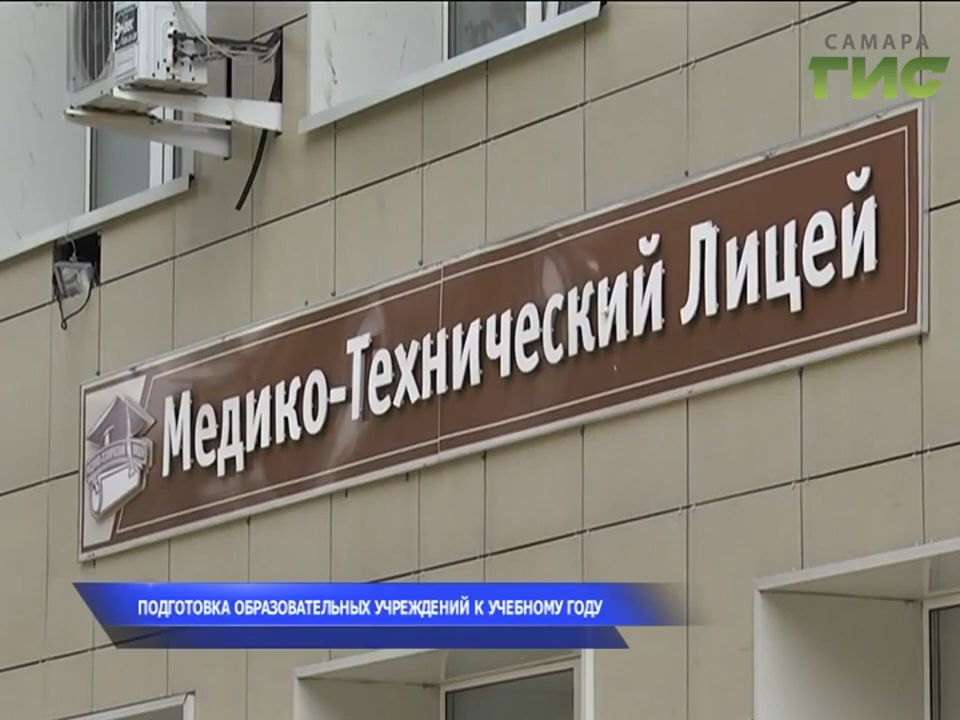 САМАРА
ГИС
Медико-Технический Лицей
ПОДГОТОВКА ОБРАЗОВАТЕЛЬНЫХ УЧРЕЖДЕНИЙ К УЧЕБНОМУ ГОДУ